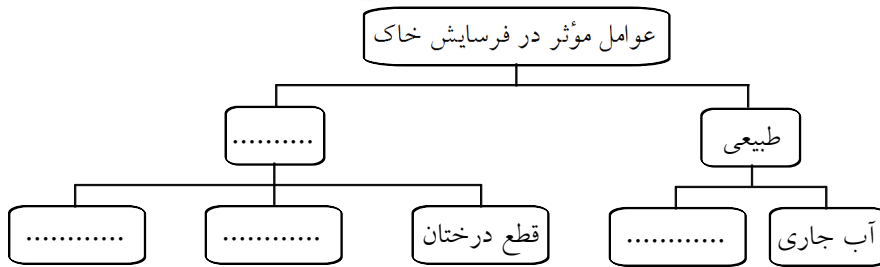 عوامل مؤثر در فرسایش خاک
طبیعی
..........
آب جاری
............
قطع درختان
............
............